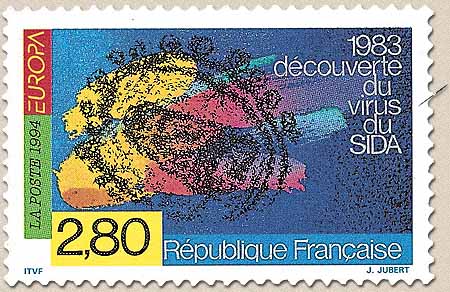 EUROPA
LA POSTE 1994
1983
découverte
du
virus
du
SIDA
2,80
République Française
ITVF
J. JUBERT